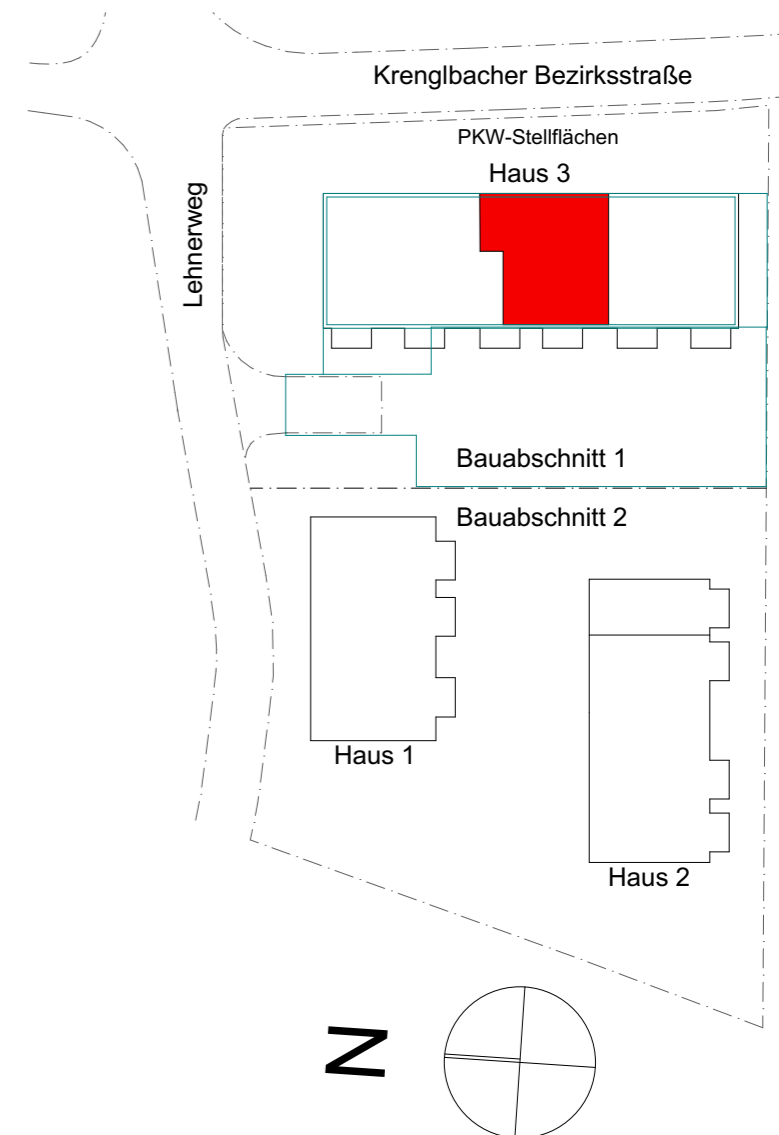 Krenglbacher Bezirksstraße
PKW-Stellflächen
Haus 3
Lehnerweg
Bauabschnitt 1
Bauabschnitt 2
Haus 1
Haus 2
N